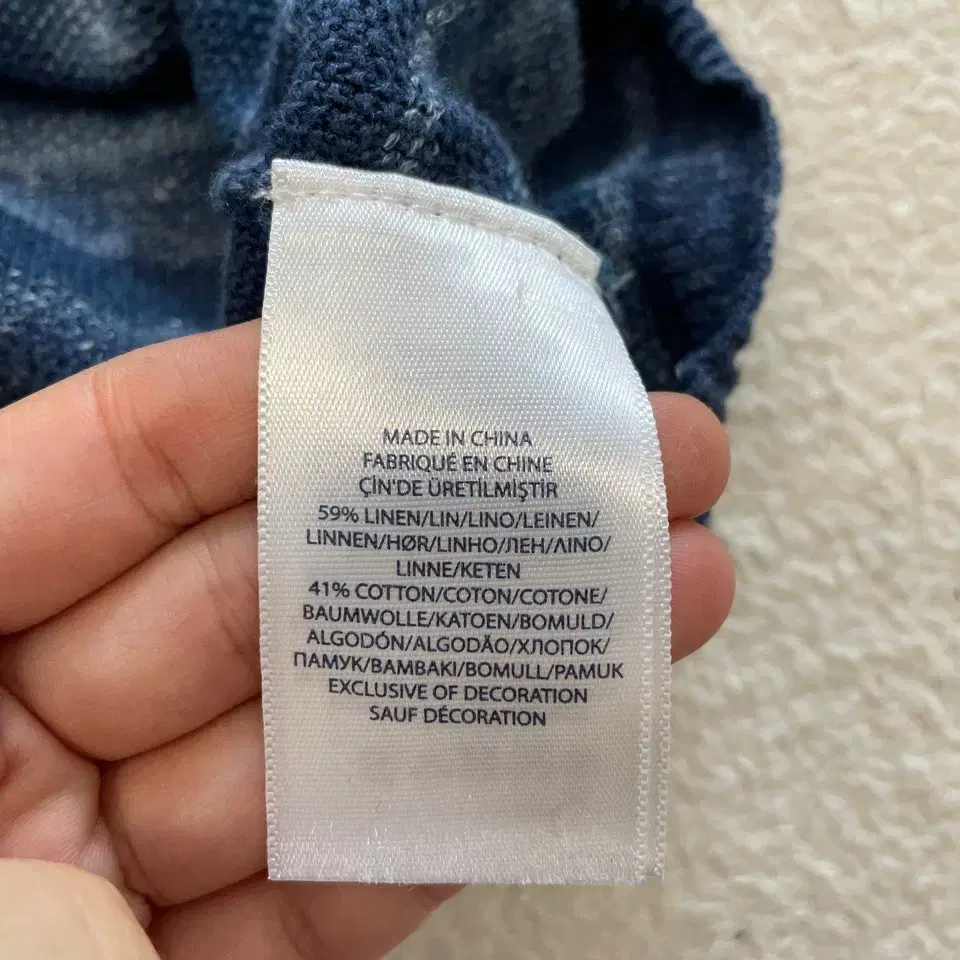 MADE IN CHINA
FABRIQUÉ EN CHINE
ÇİN'DE ÜRETİLMİŞTİR
59% LINEN/LIN/LINO/LEINEN/
LINNEN/HØR/LINHO/ЛЕН/ΛΙΝΟ/
LINNE/KETEN
41% COTTON/COTON/COTONE/
BAUMWOLLE/KATOEN/BOMULD/
ALGODÓN/ALGODÃO/ХЛОПОК/
ПАМУК/ΒΑΜΒΑΚΙ/BOMULL/PAMUK
EXCLUSIVE OF DECORATION
SAUF DÉCORATION